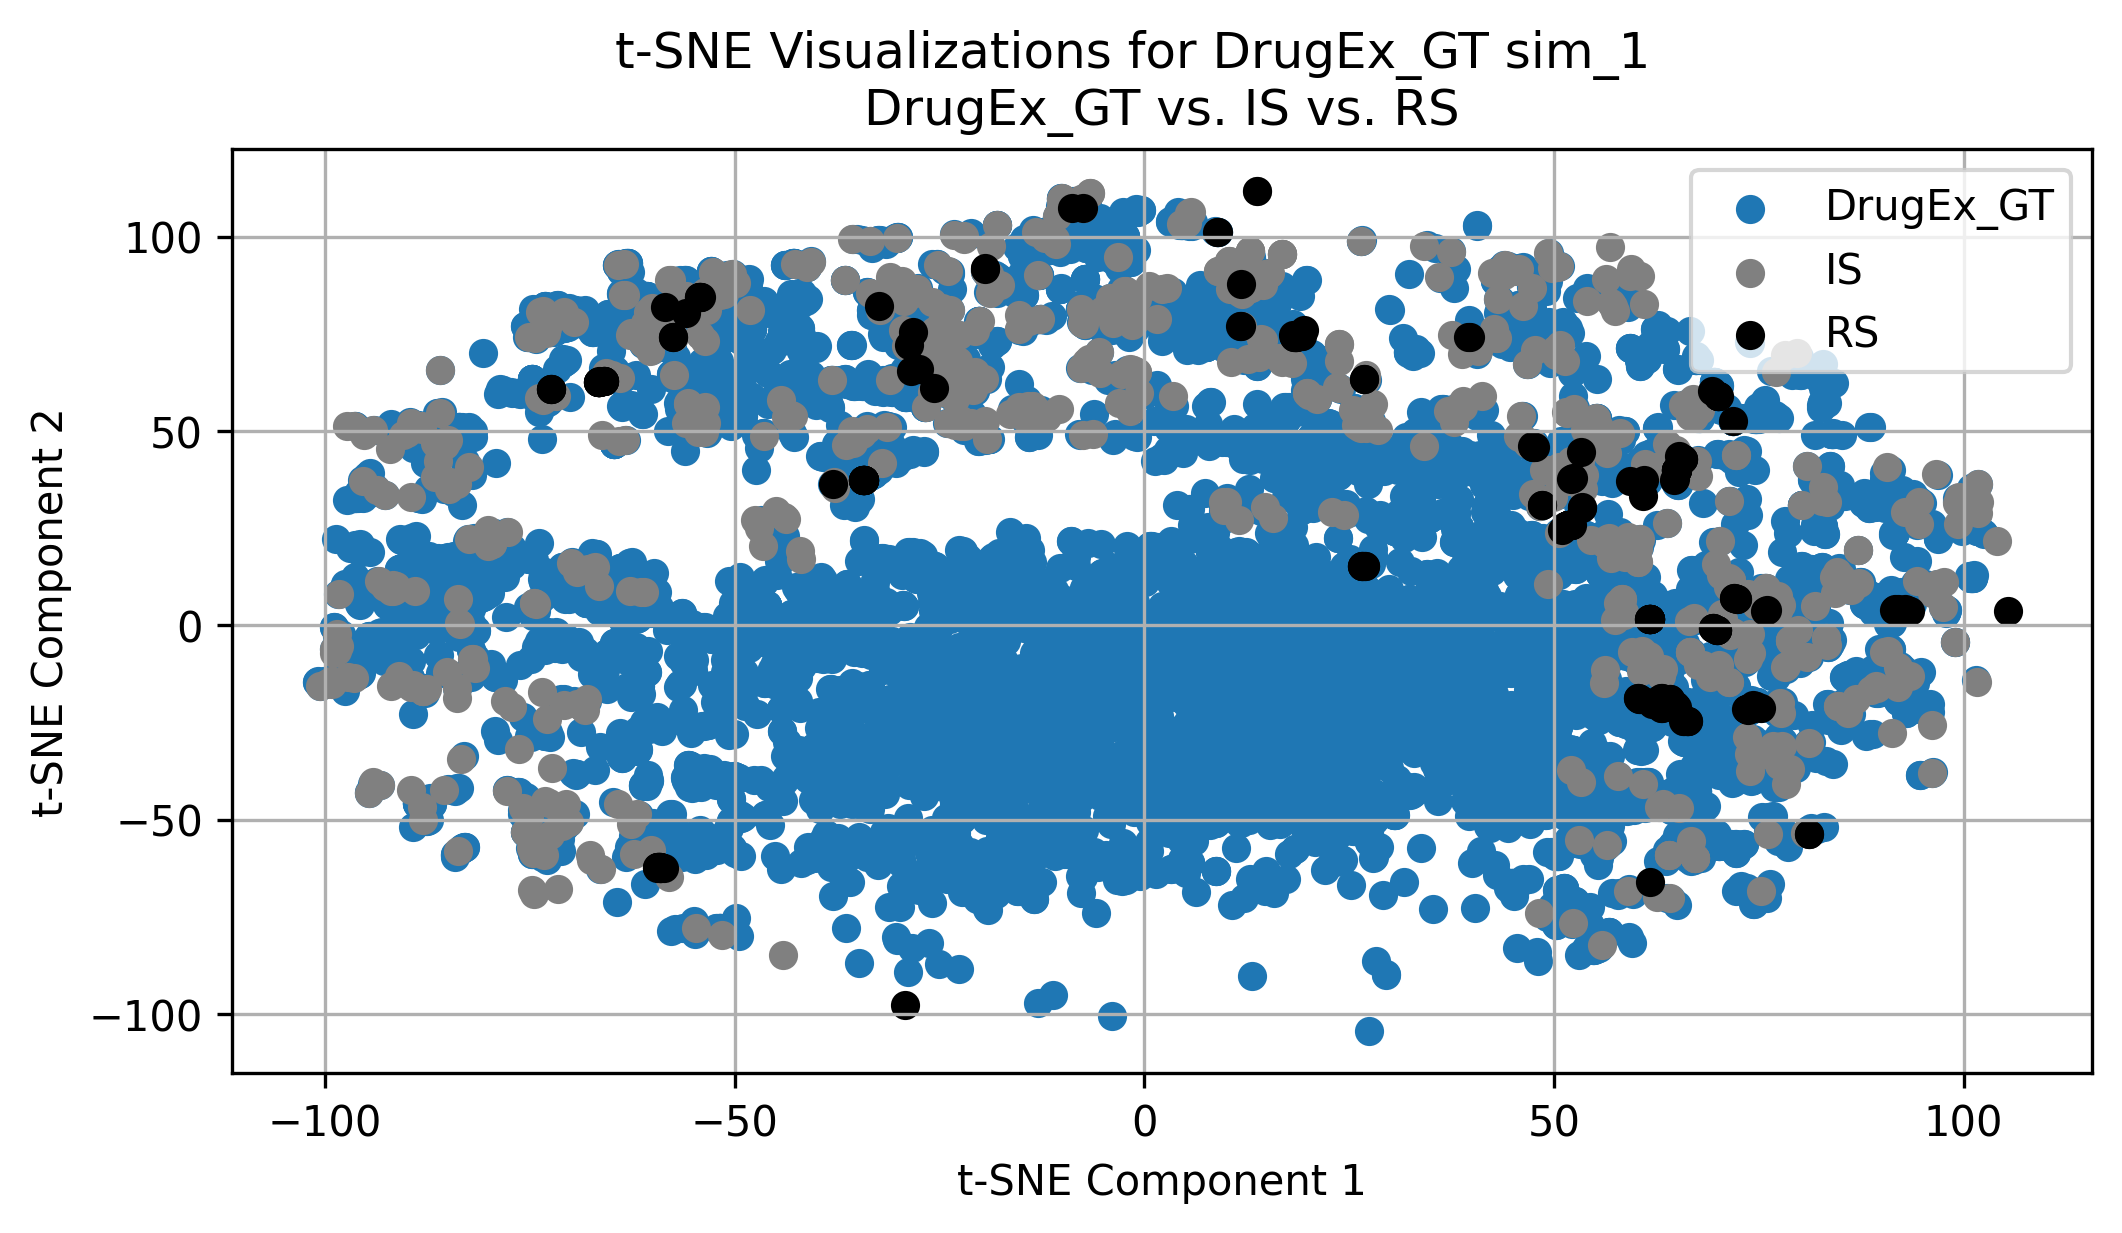 t-SNE Visualizations for DrugEx_GT sim_1
DrugEx_GT vs. IS vs. RS
DrugEx_GT
IS
RS
t-SNE Component 2
100
50
0
−50
−100
−100
−50
0
50
100
t-SNE Component 1